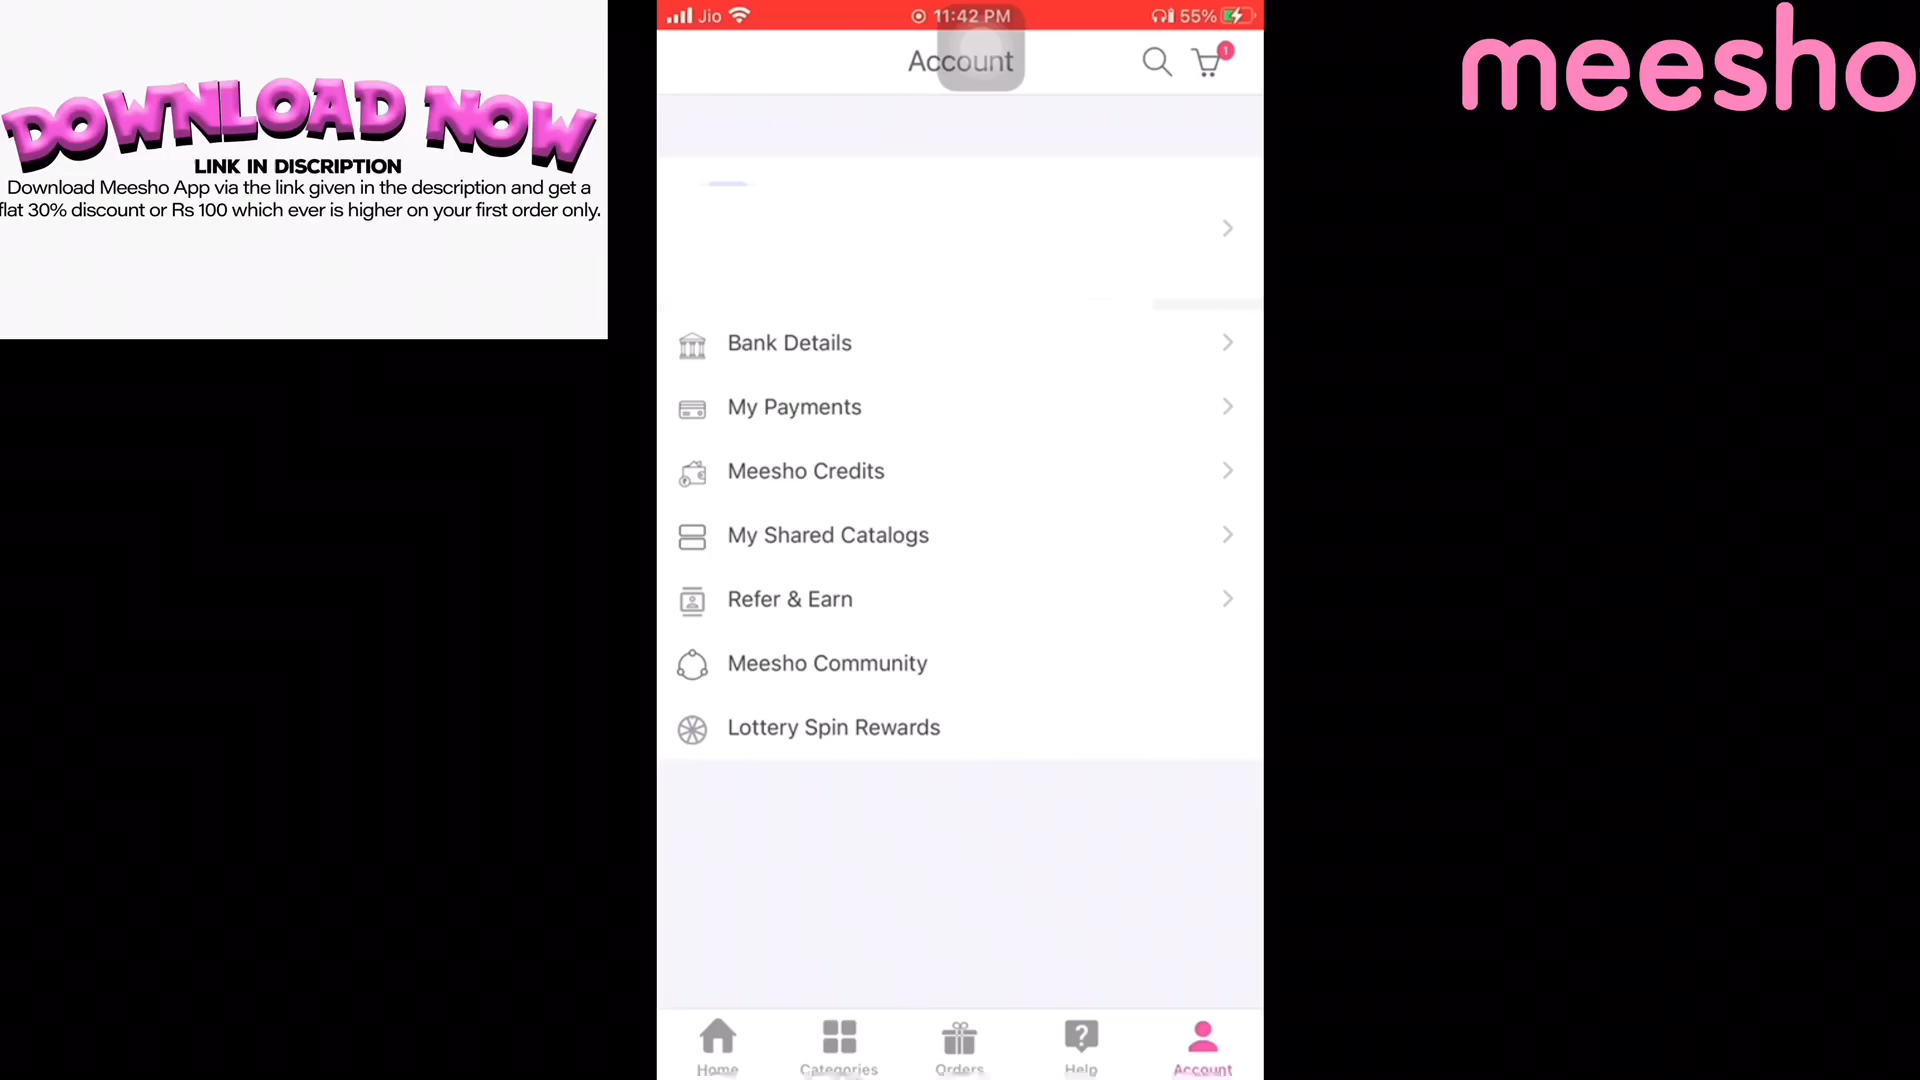 DOWNLOAD NOW
LINK IN DISCRIPTION
Download Meesho App via the link given in the description and get a
flat 30% discount or Rs 100 which ever is higher on your first order only.
Jio 11:42 PM 55%
Account
1
Bank Details
My Payments
Meesho Credits
My Shared Catalogs
Refer & Earn
Meesho Community
Lottery Spin Rewards
Home Categories Orders Help Account
meesho